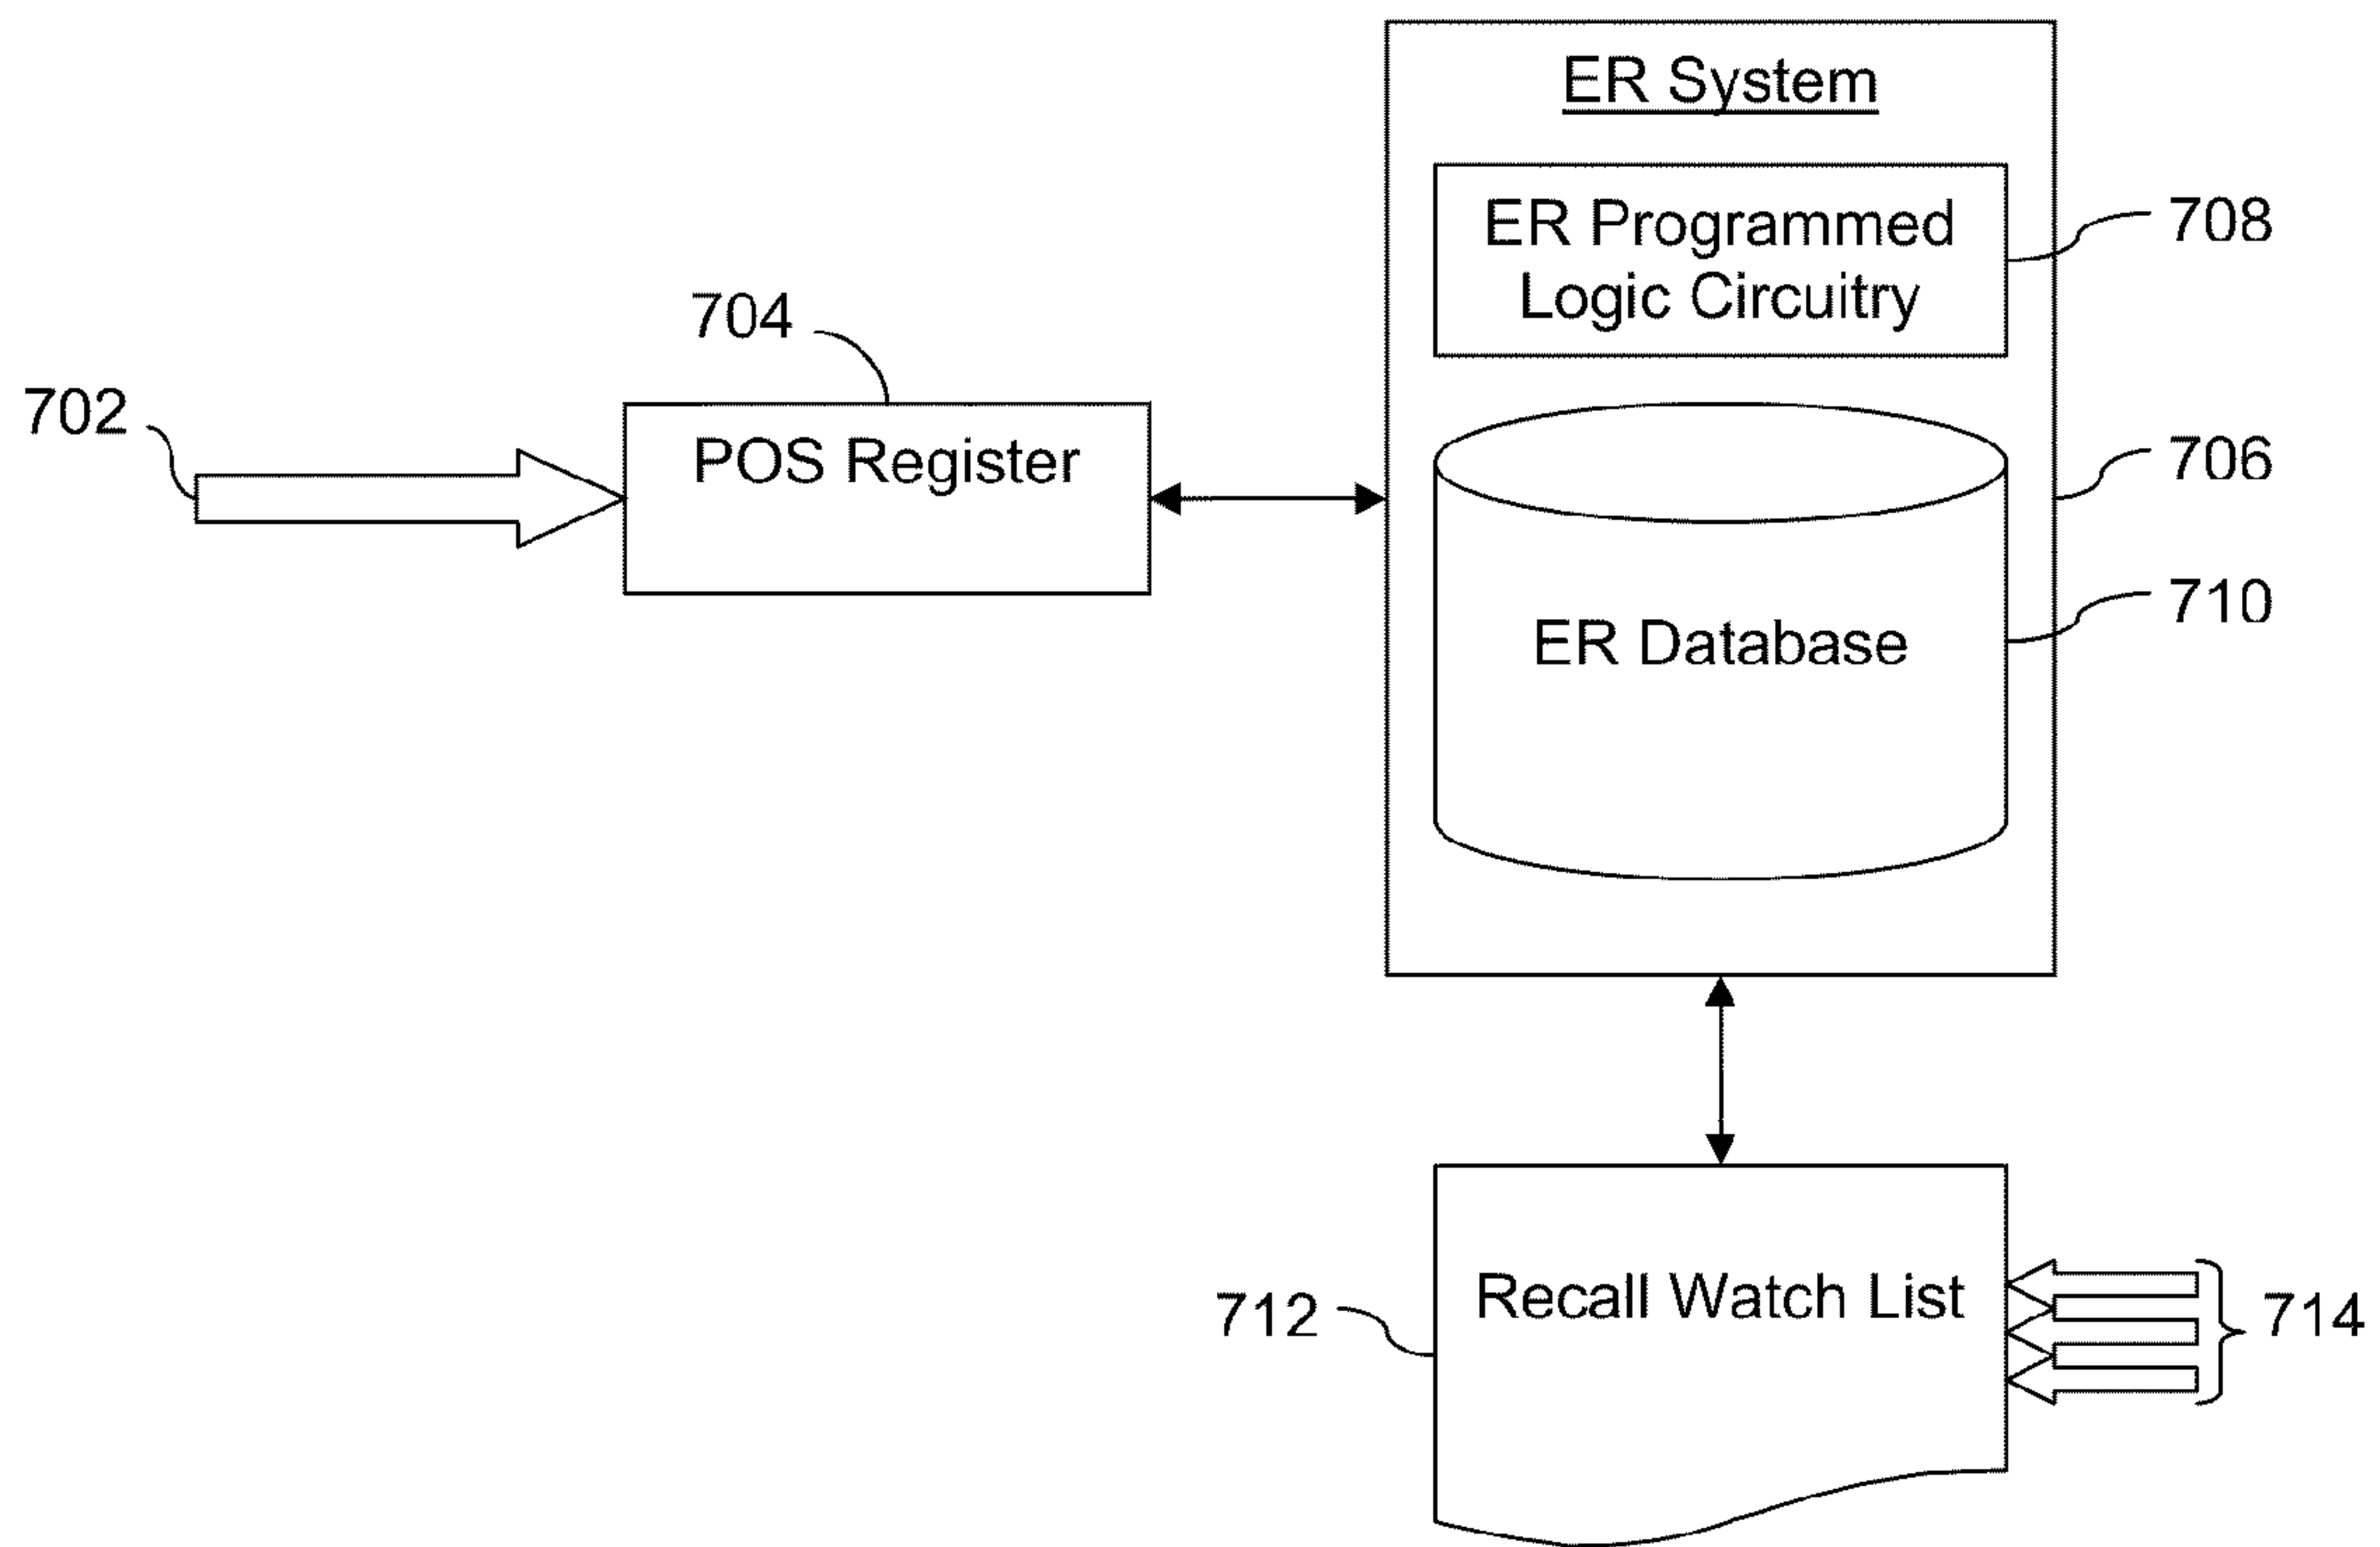 ER System
ER Programmed
Logic Circuitry
708
704
702
POS Register
706
710
ER Database
Recall Watch List
712
714